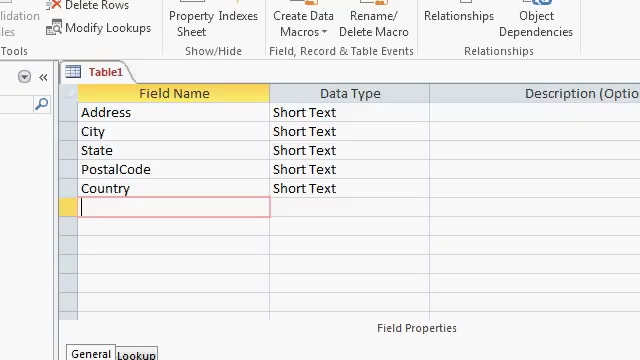 Delete Rows
Property Indexes
Create Data
Rename/
Relationships
Object
Modify Lookups
Sheet
Macros
Delete Macro
Dependencies
Tools
Show/Hide
Field, Record & Table Events
Relationships
Table1
Field Name
Data Type
Description (Optio
Address
Short Text
City
Short Text
State
Short Text
PostalCode
Short Text
Country
Short Text
Field Properties
General
Lookup